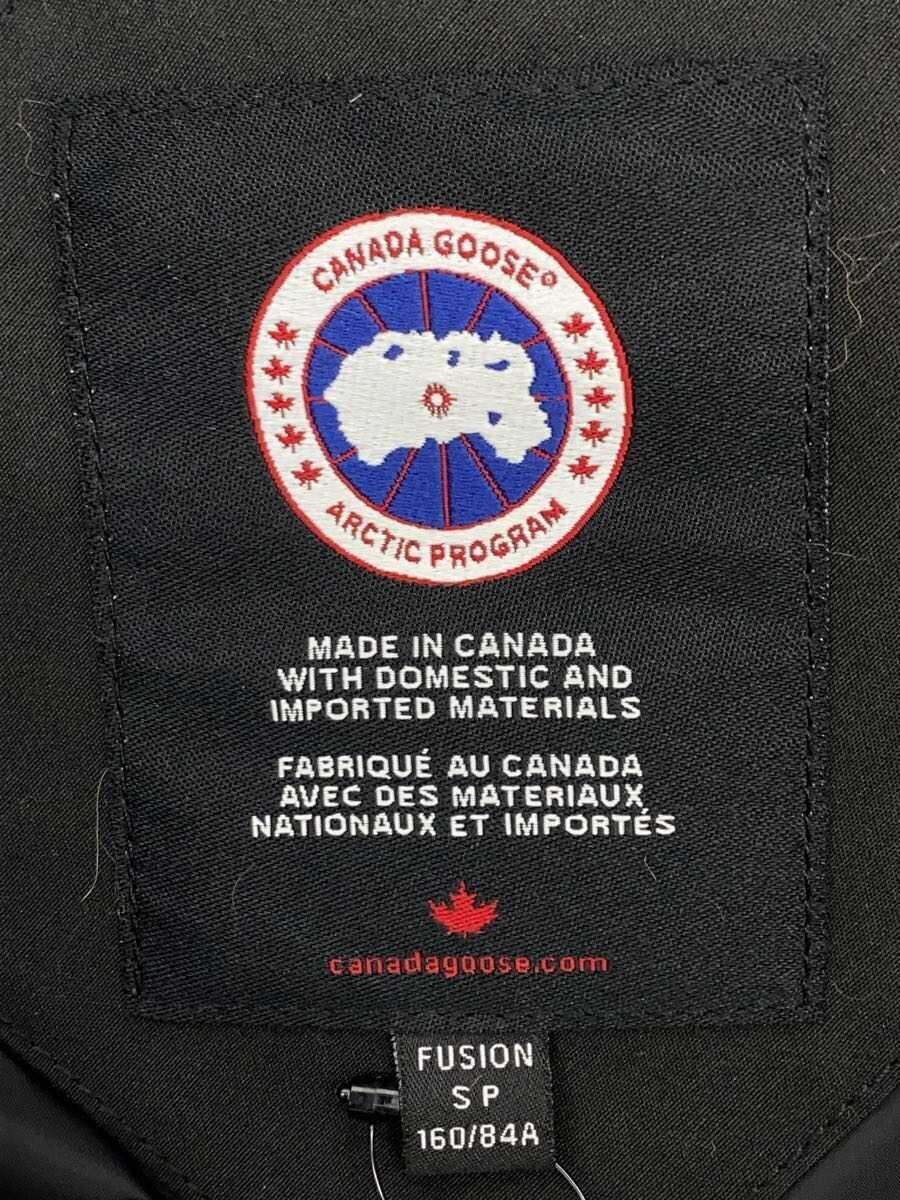 CANADA GOOSE®
ARCTIC PROGRAM
MADE IN CANADA
WITH DOMESTIC AND
IMPORTED MATERIALS
FABRIQUÉ AU CANADA
AVEC DES MATERIAUX
NATIONAUX ET IMPORTÉS
canadagoose.com
FUSION
S P
160/84A